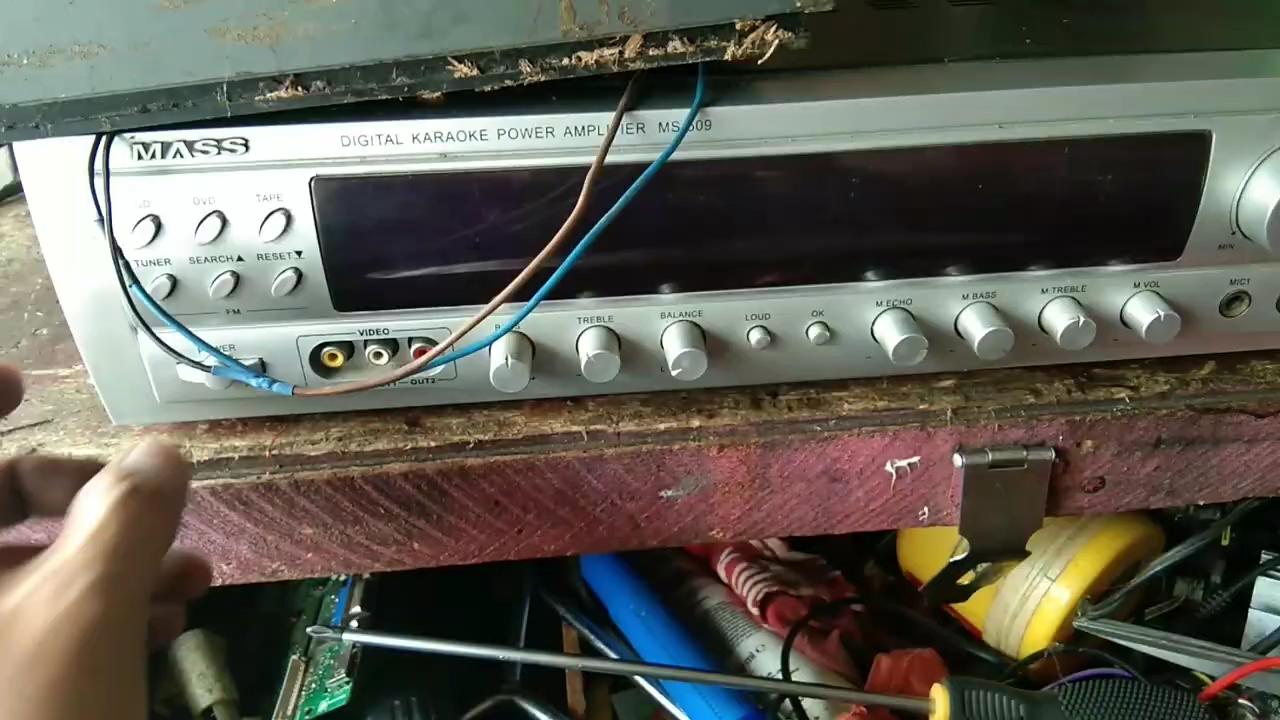 MASS
DIGITAL KARAOKE POWER AMPLIFIER
DVD
TAPE
TUNER
SEARCH▲
RESET▼
FM
VIDEO
OUT2
TREBLE
BALANCE
LOUD
OK
M.ECHO
M.BASS
M.TREBLE
M.VOL
MIN
MIC1